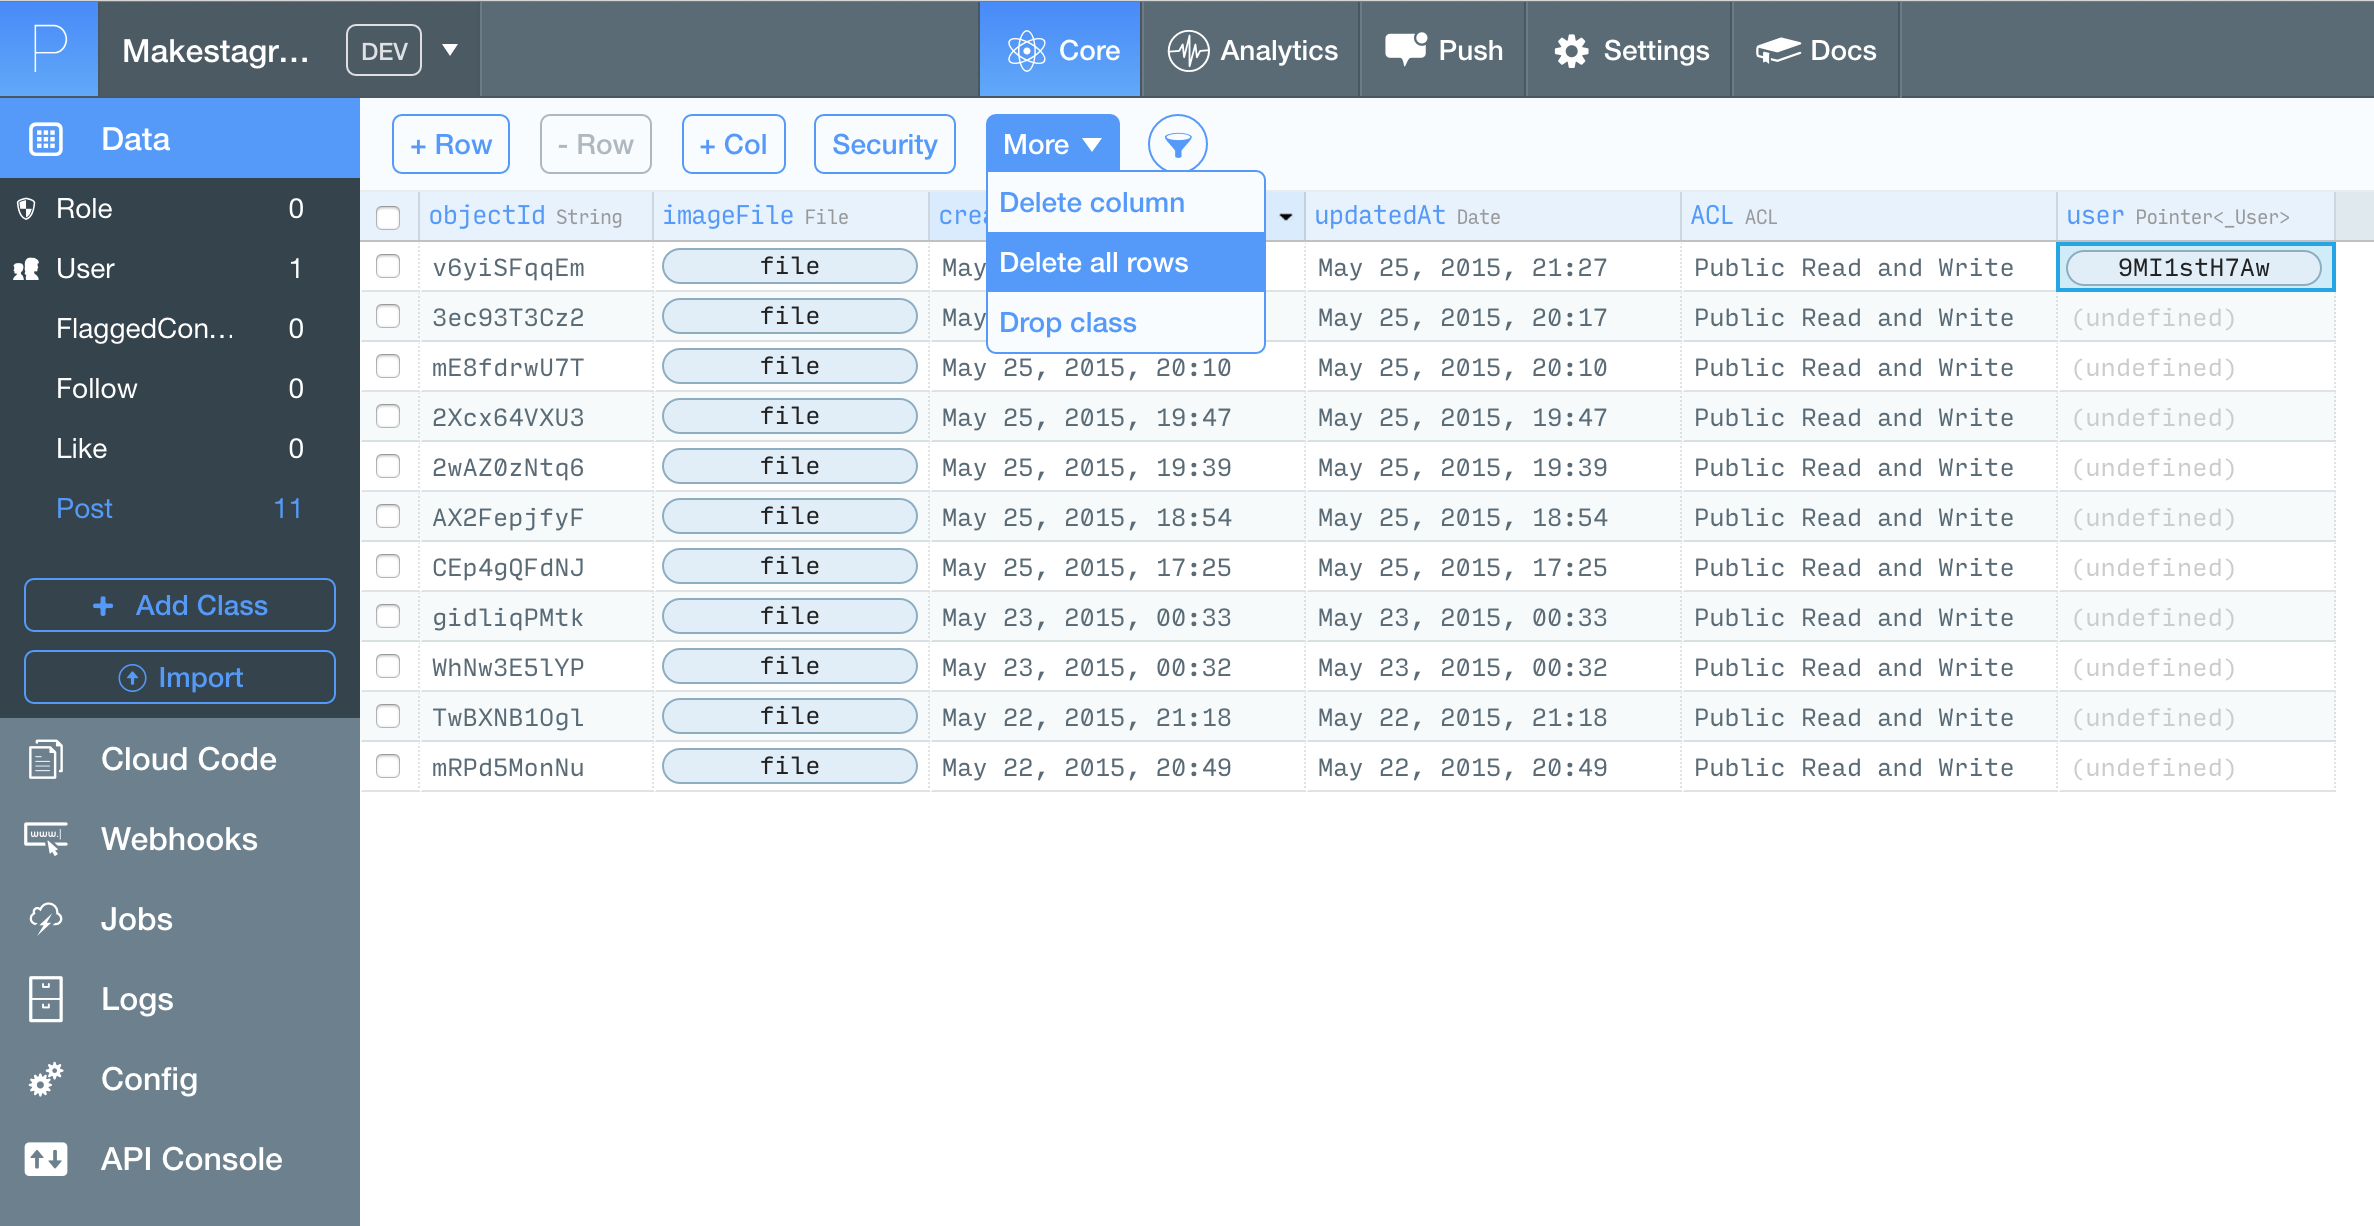 P Makestagr... DEV Core Analytics Push Settings Docs
Data
Role 0
User 1
FlaggedCon... 0
Follow 0
Like 0
Post 11
+ Add Class
Import
Cloud Code
www.|
Webhooks
Jobs
Logs
Config
API Console
+ Row - Row + Col Security More
Delete column
Delete all rows
Drop class
objectId String imageFile File crea updatedAt Date ACL ACL user Pointer<_User>
v6yiSFqqEm file May May 25, 2015, 21:27 Public Read and Write 9MI1stH7Aw
3ec93T3Cz2 file May May 25, 2015, 20:17 Public Read and Write (undefined)
mE8fdrwU7T file May 25, 2015, 20:10 May 25, 2015, 20:10 Public Read and Write (undefined)
2Xcx64VXU3 file May 25, 2015, 19:47 May 25, 2015, 19:47 Public Read and Write (undefined)
2wAZ0zNtq6 file May 25, 2015, 19:39 May 25, 2015, 19:39 Public Read and Write (undefined)
AX2FepjfyF file May 25, 2015, 18:54 May 25, 2015, 18:54 Public Read and Write (undefined)
CEp4gQFdNJ file May 25, 2015, 17:25 May 25, 2015, 17:25 Public Read and Write (undefined)
gidliqPMtk file May 23, 2015, 00:33 May 23, 2015, 00:33 Public Read and Write (undefined)
WhNw3E5lYP file May 23, 2015, 00:32 May 23, 2015, 00:32 Public Read and Write (undefined)
TwBXNB1Ogl file May 22, 2015, 21:18 May 22, 2015, 21:18 Public Read and Write (undefined)
mRPd5MonNu file May 22, 2015, 20:49 May 22, 2015, 20:49 Public Read and Write (undefined)